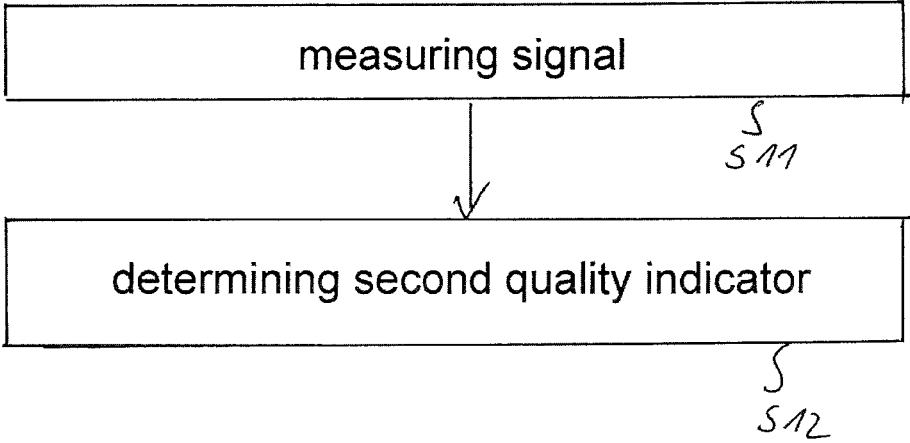 measuring signal
S11
determining second quality indicator
S12